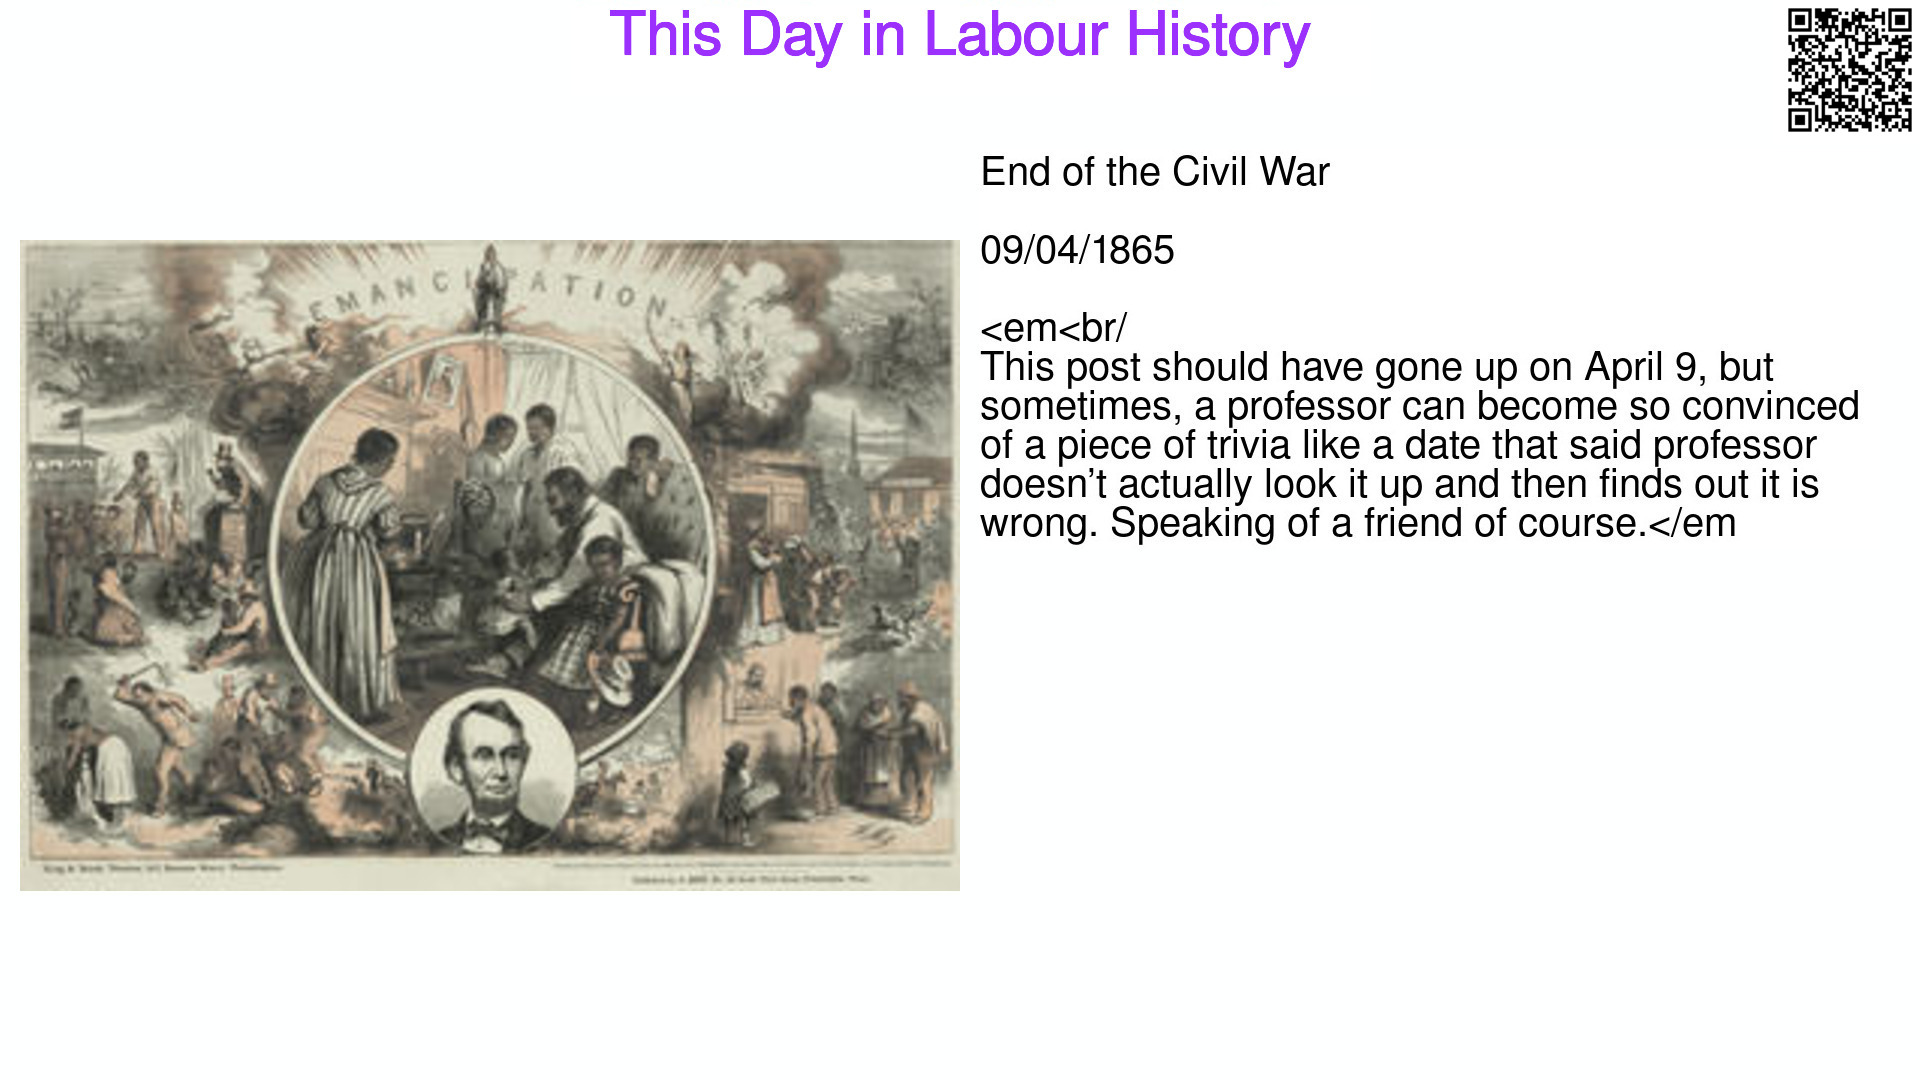 This Day in Labour History
End of the Civil War
09/04/1865
<em<br/
This post should have gone up on April 9, but
sometimes, a professor can become so convinced
of a piece of trivia like a date that said professor
doesn’t actually look it up and then finds out it is
wrong. Speaking of a friend of course.</em
EMANCIPATION.